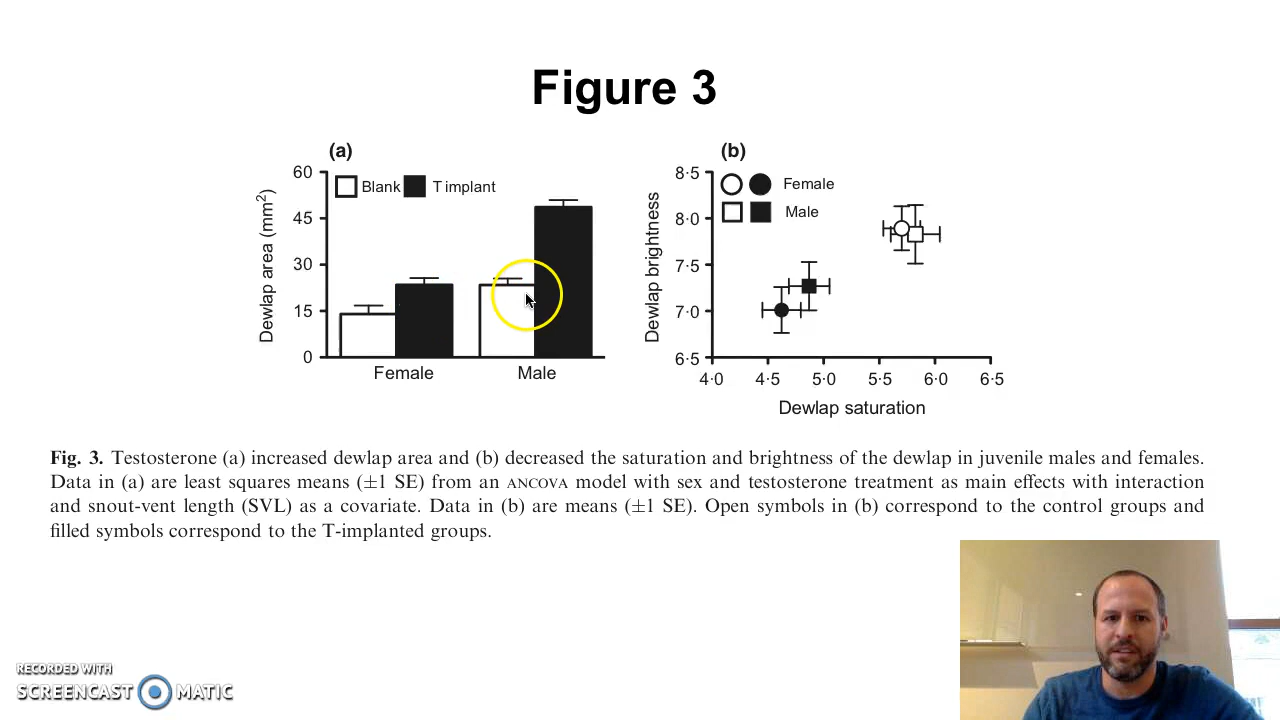 Figure 3
(a)
60
45
30
15
0
Dewlap area (mm²)
Blank
T implant
Female
Male
(b)
8·5
8·0
7·5
7·0
6·5
Dewlap brightness
Female
Male
4·0 4·5 5·0 5·5 6·0 6·5
Dewlap saturation
Fig. 3. Testosterone (a) increased dewlap area and (b) decreased the saturation and brightness of the dewlap in juvenile males and females.
Data in (a) are least squares means (±1 SE) from an ANCOVA model with sex and testosterone treatment as main effects with interaction
and snout-vent length (SVL) as a covariate. Data in (b) are means (±1 SE). Open symbols in (b) correspond to the control groups and
filled symbols correspond to the T-implanted groups.
RECORDED WITH
SCREENCAST MATIC